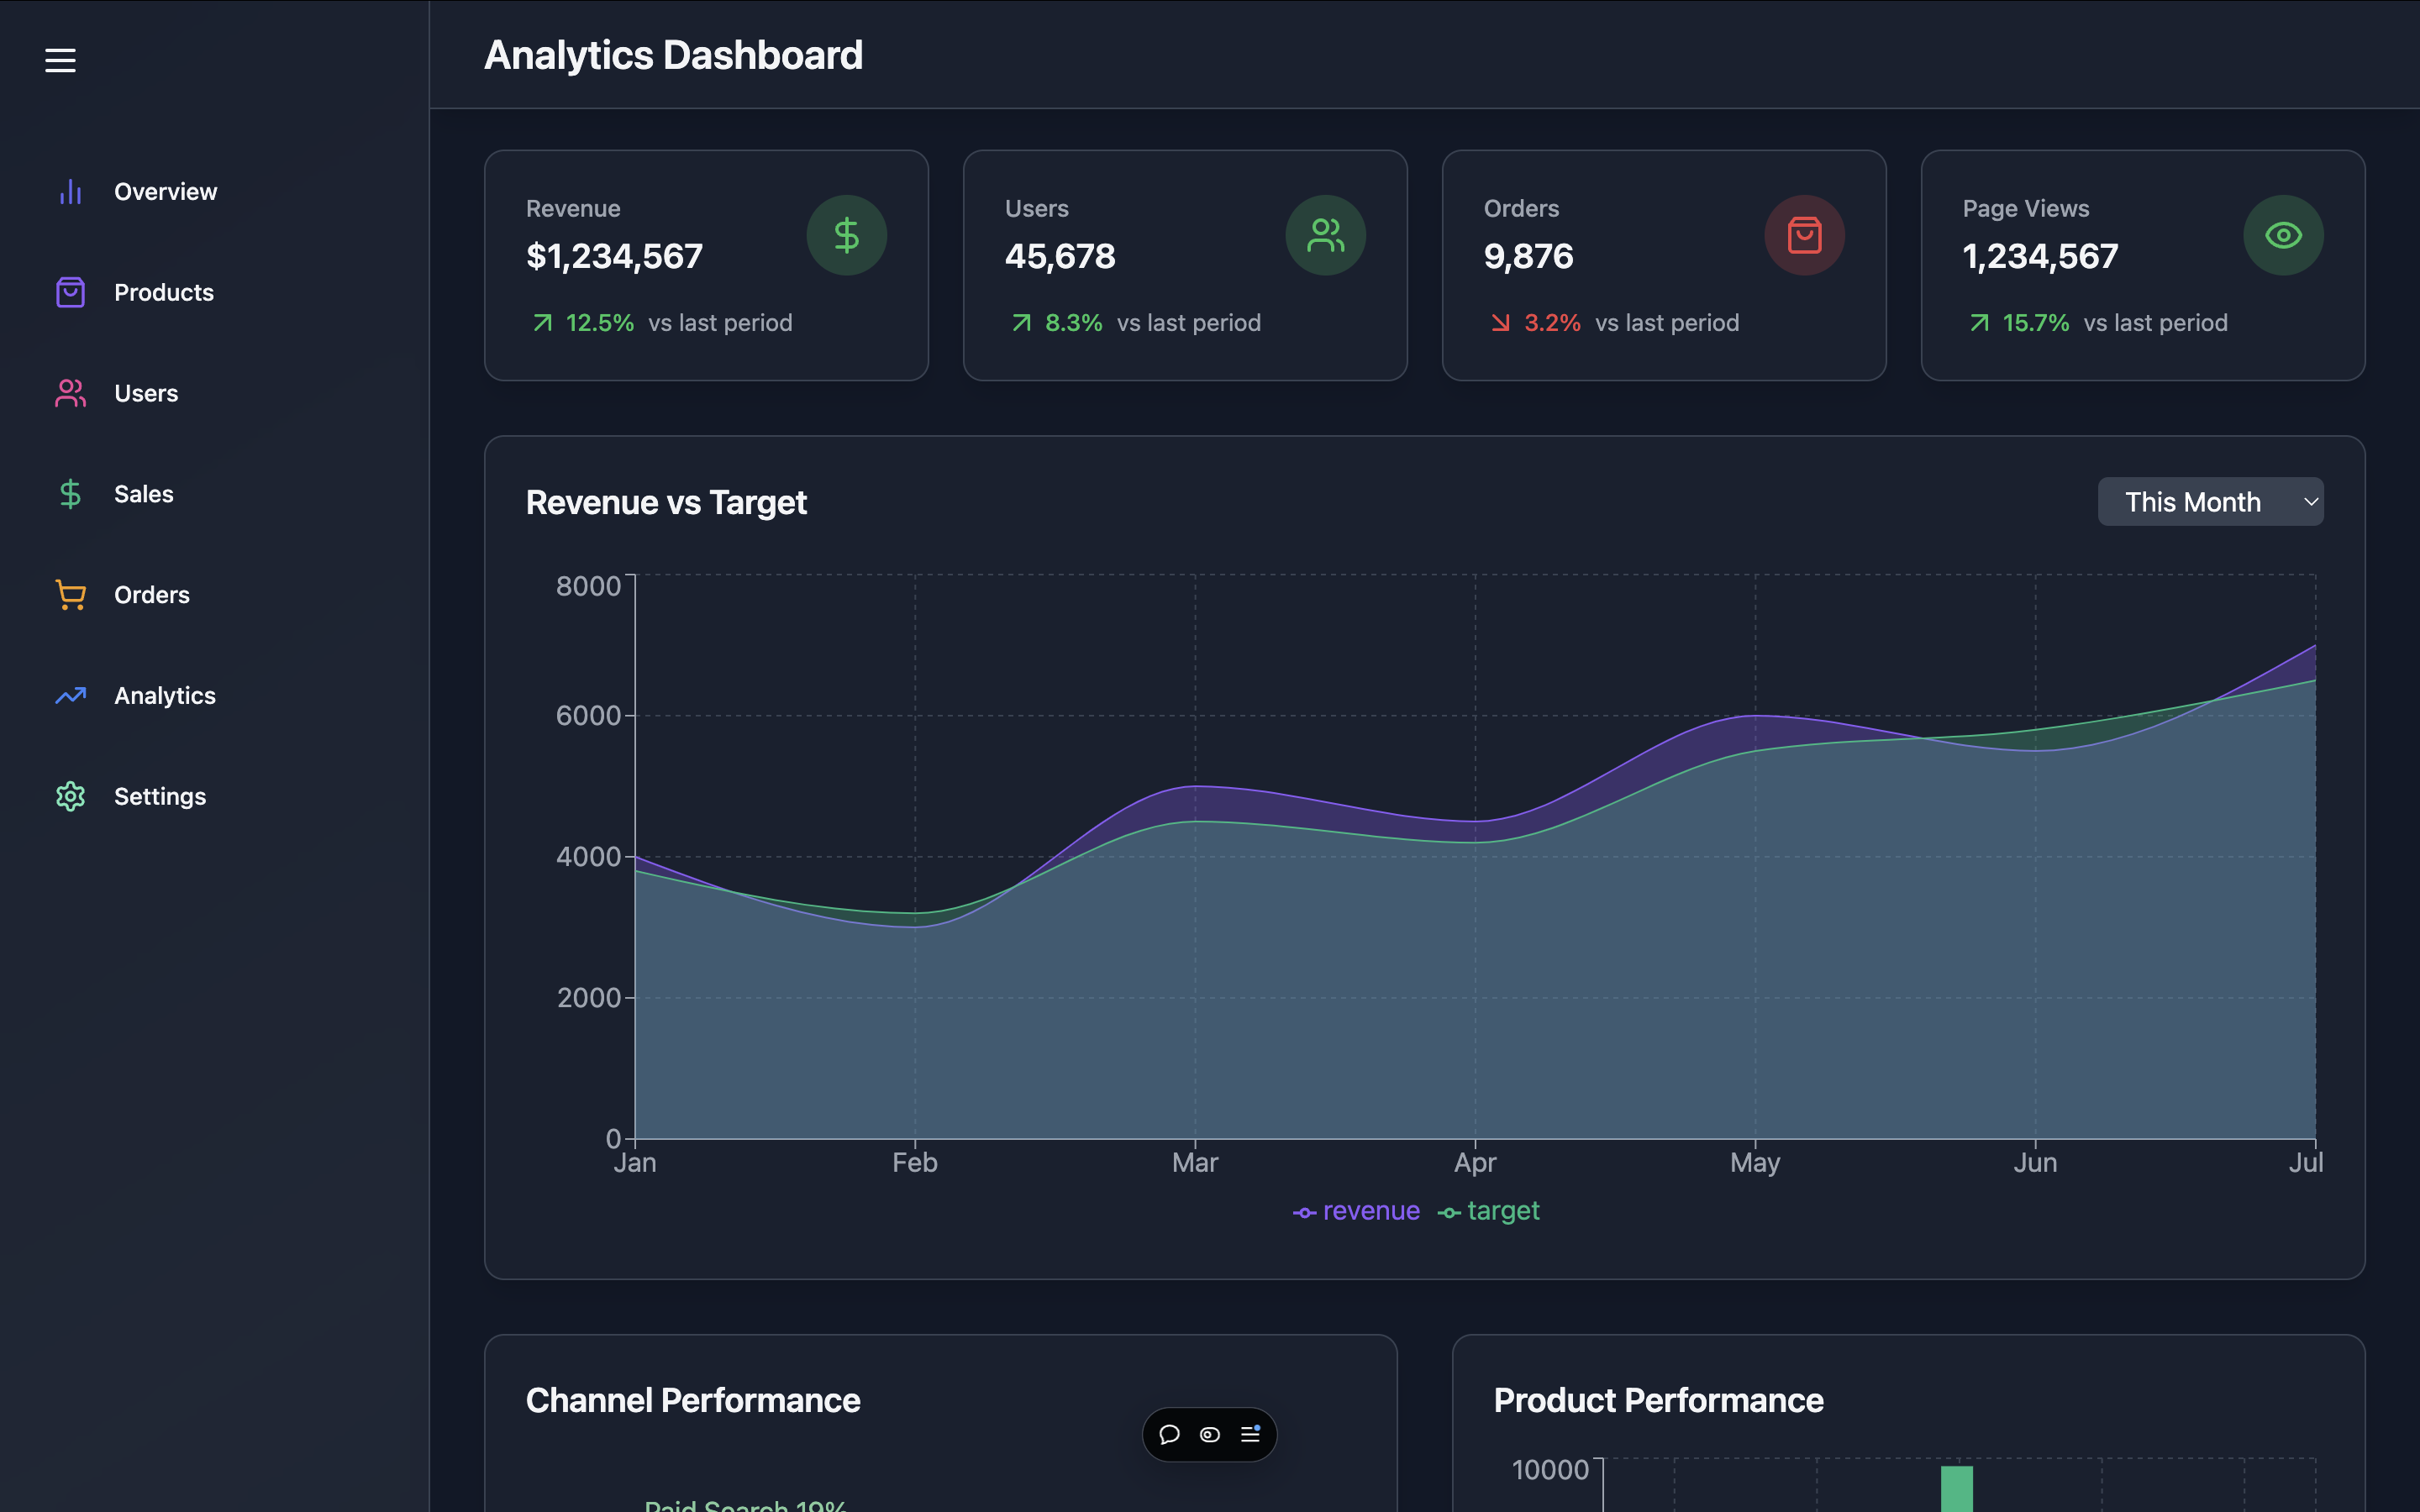 Analytics Dashboard
Overview
Products
Users
Sales
Orders
Analytics
Settings
Revenue
$1,234,567
12.5% vs last period
Users
45,678
8.3% vs last period
Orders
9,876
3.2% vs last period
Page Views
1,234,567
15.7% vs last period
Revenue vs Target
This Month
8000
6000
4000
2000
0
Jan Feb Mar Apr May Jun Jul
revenue target
Channel Performance
Paid Search 19%
Product Performance
10000